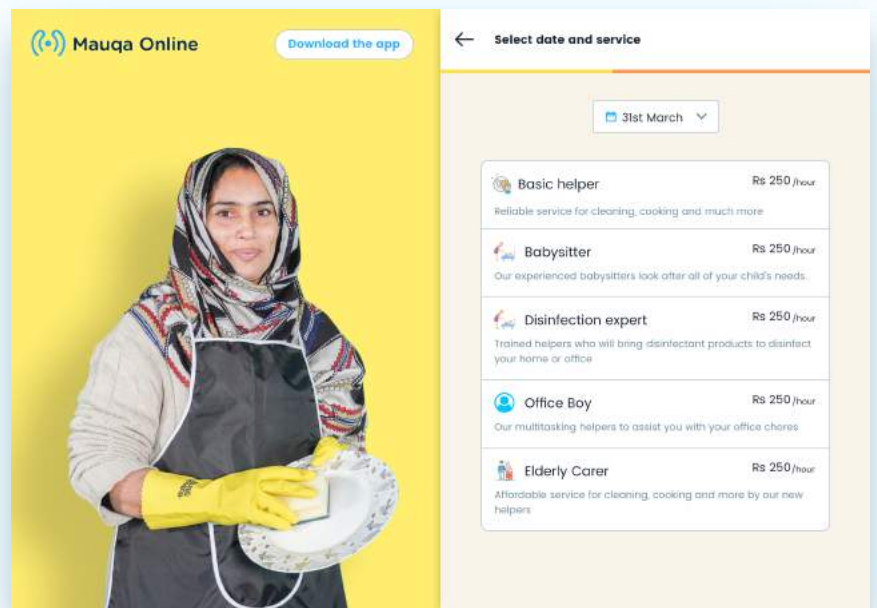 Mauqa Online
Download the app
Select date and service
31st March
Basic helper Rs 250 /hour
Reliable service for cleaning, cooking and much more
Babysitter Rs 250 /hour
Our experienced babysitters look after all of your child's needs.
Disinfection expert Rs 250 /hour
Trained helpers who will bring disinfectant products to disinfect
your home or office
Office Boy Rs 250 /hour
Our multitasking helpers to assist you with your office chores
Elderly Carer Rs 250 /hour
Affordable service for cleaning, cooking and more by our new
helpers